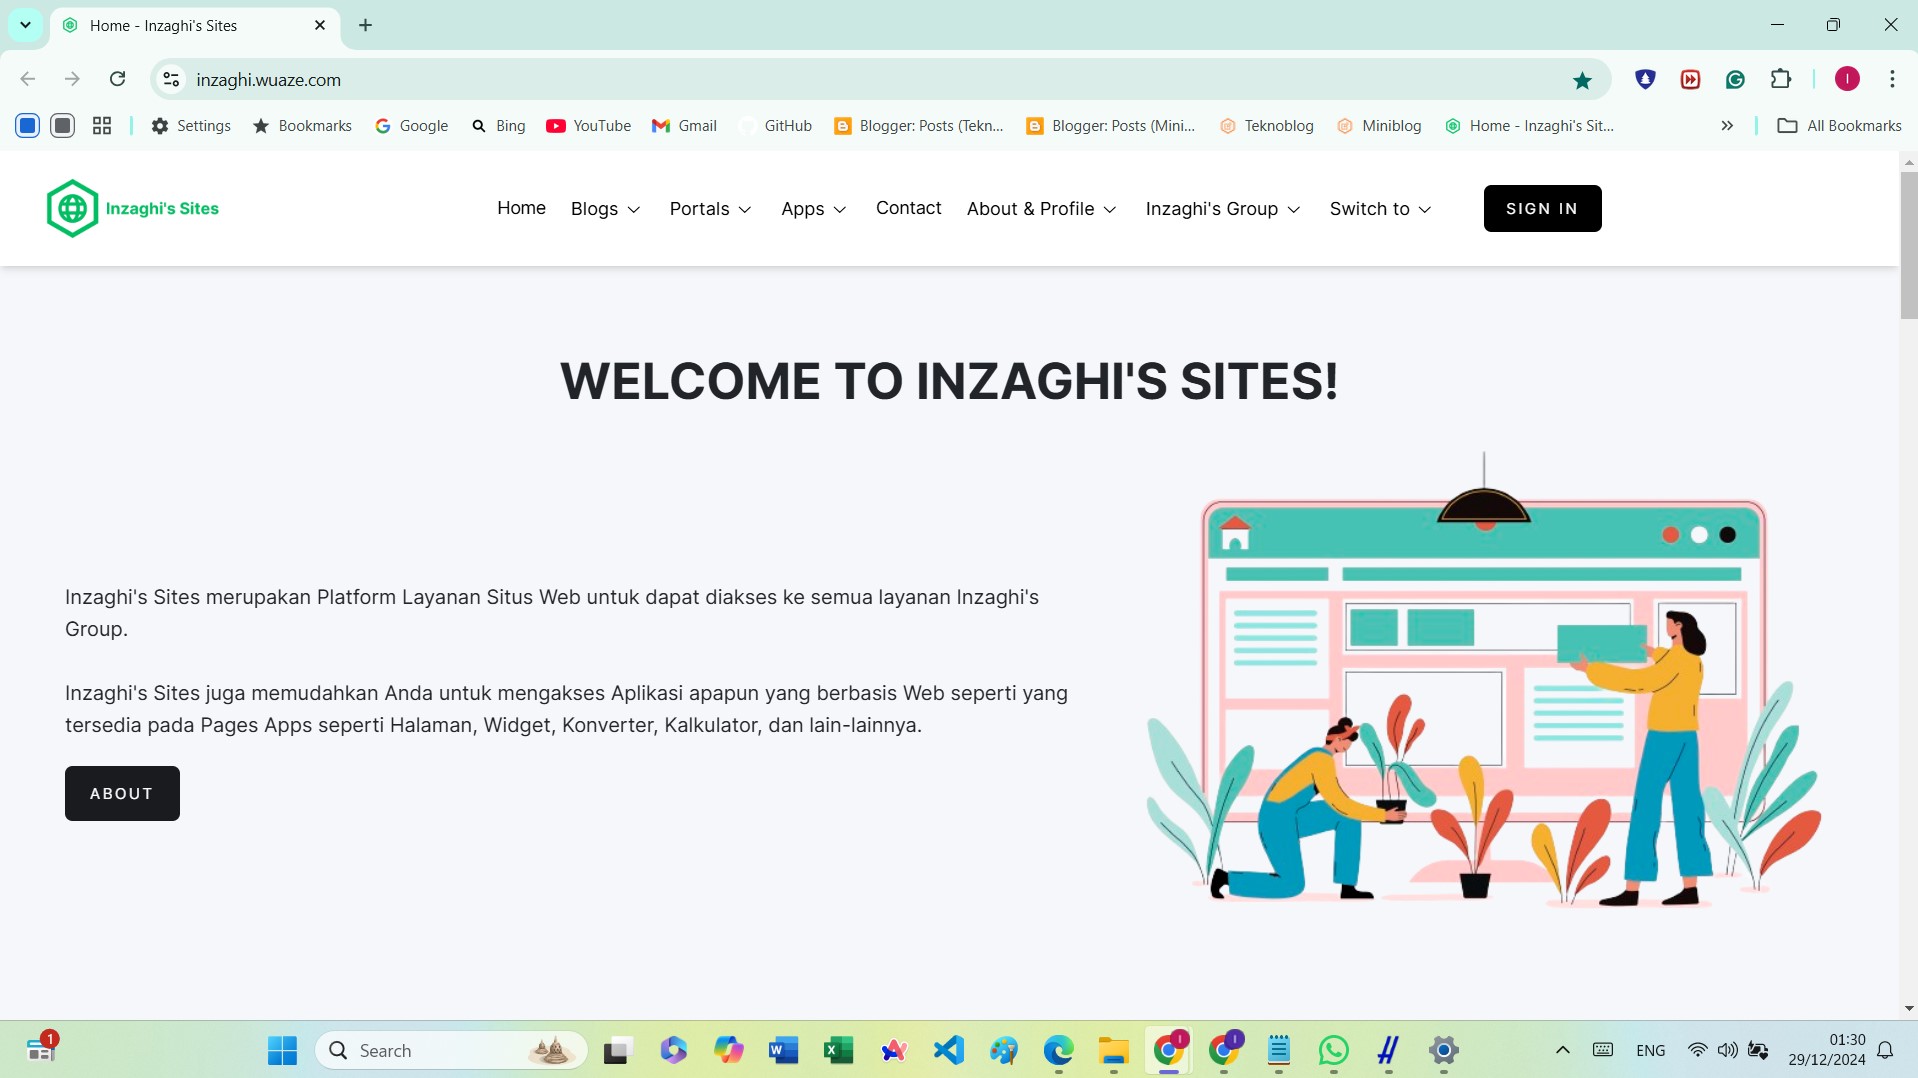 Home - Inzaghi's Sites
inzaghi.wuaze.com
I
Settings Bookmarks Google Bing YouTube Gmail GitHub Blogger: Posts (Tekn... Blogger: Posts (Mini... Teknoblog Miniblog Home - Inzaghi's Sit... All Bookmarks
Inzaghi's Sites Home Blogs Portals Apps Contact About & Profile Inzaghi's Group Switch to SIGN IN
WELCOME TO INZAGHI'S SITES!
Inzaghi's Sites merupakan Platform Layanan Situs Web untuk dapat diakses ke semua layanan Inzaghi's
Group.
Inzaghi's Sites juga memudahkan Anda untuk mengakses Aplikasi apapun yang berbasis Web seperti yang
tersedia pada Pages Apps seperti Halaman, Widget, Konverter, Kalkulator, dan lain-lainnya.
ABOUT
1 Search ENG 01:30
29/12/2024